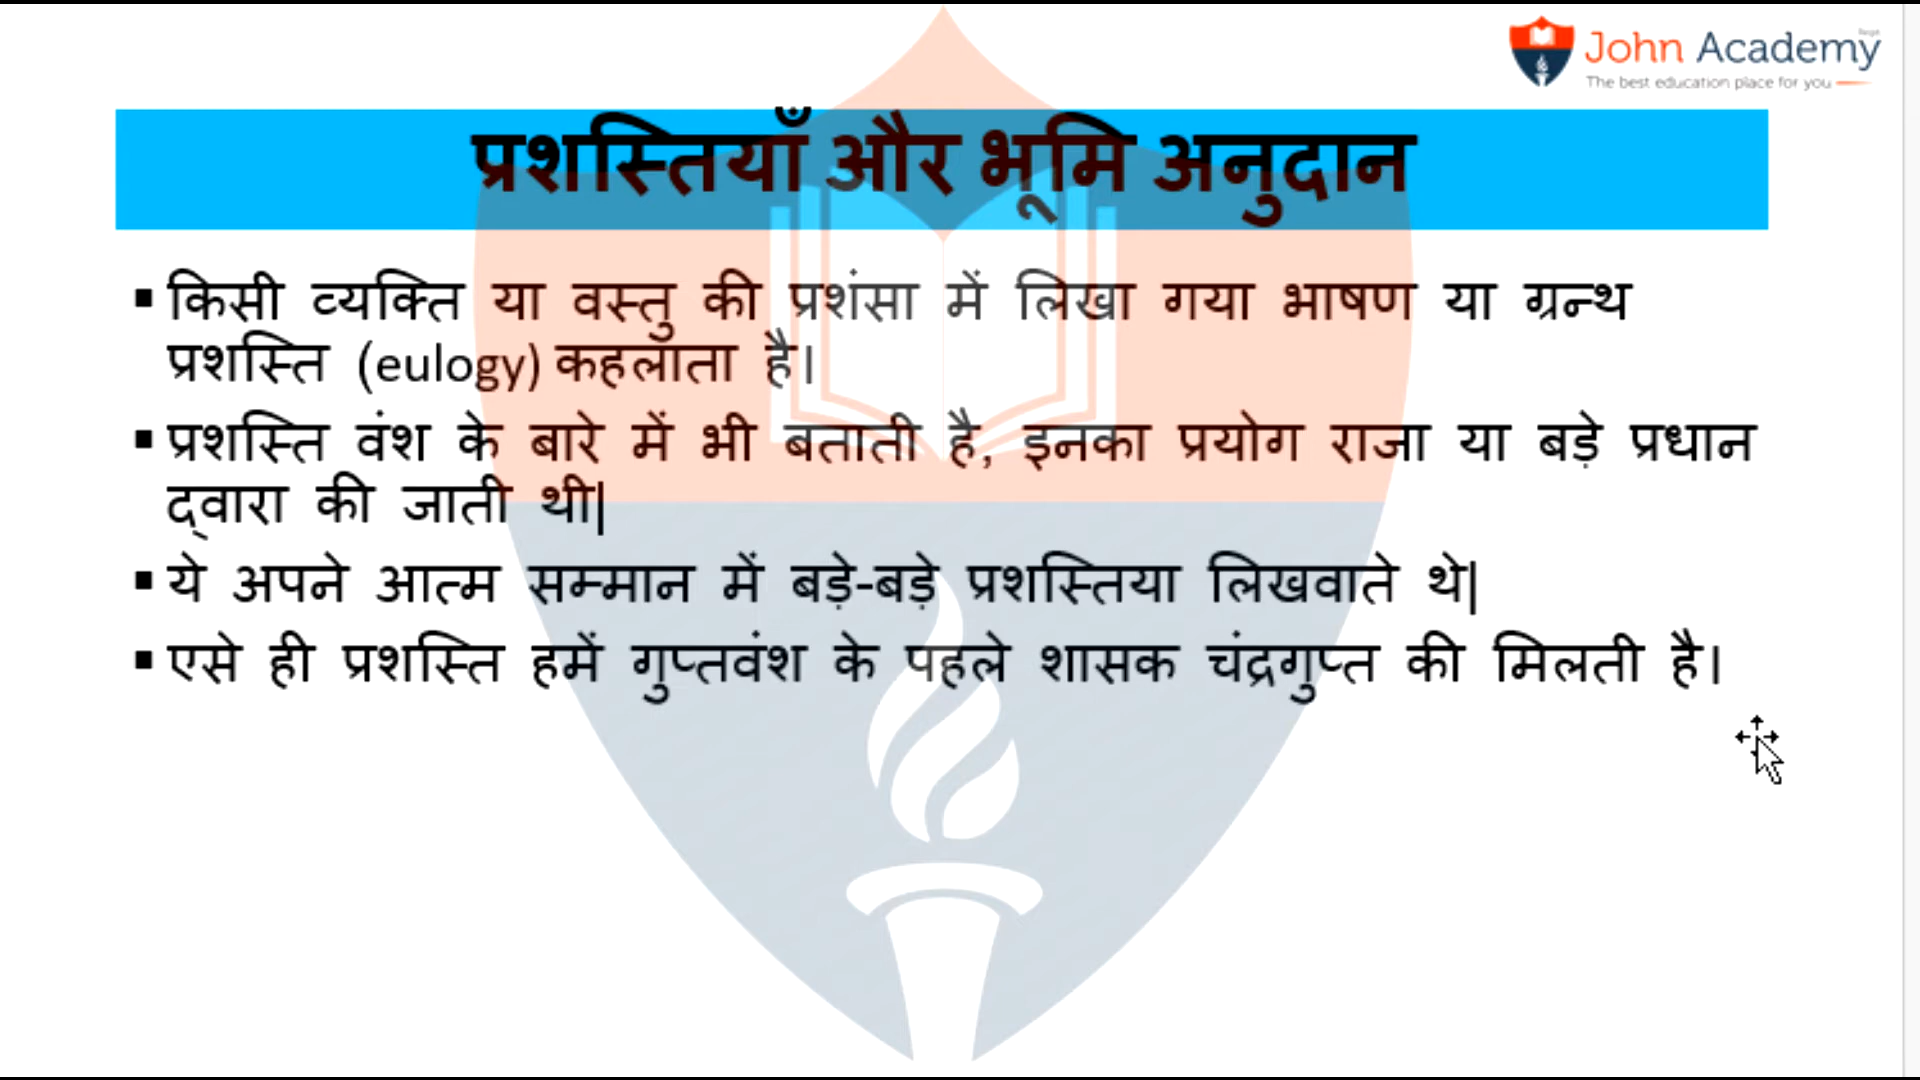 John Academy
The best education place for you
प्रशस्तियाँ और भूमि अनुदान
▪ किसी व्यक्ति या वस्तु की प्रशंसा में लिखा गया भाषण या ग्रन्थ
प्रशस्ति (eulogy) कहलाता है।
▪ प्रशस्ति वंश के बारे में भी बताती है, इनका प्रयोग राजा या बड़े प्रधान
द्वारा की जाती थी|
▪ ये अपने आत्म सम्मान में बड़े-बड़े प्रशस्तिया लिखवाते थे|
▪ एसे ही प्रशस्ति हमें गुप्तवंश के पहले शासक चंद्रगुप्त की मिलती है।